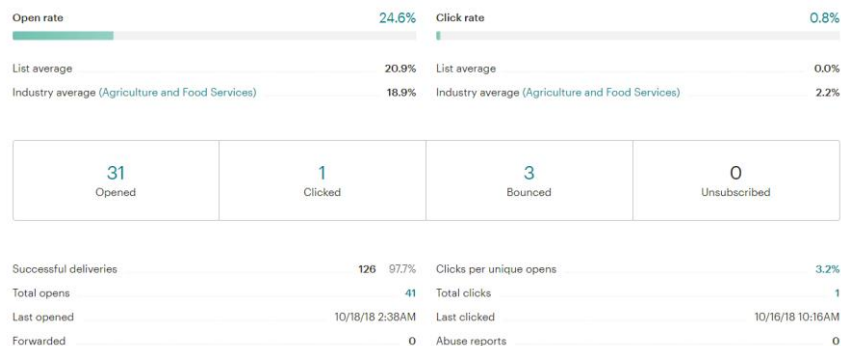 Open rate 24.6% Click rate 0.8%
List average 20.9% List average 0.0%
Industry average (Agriculture and Food Services) 18.9% Industry average (Agriculture and Food Services) 2.2%
31 1 3 0
Opened Clicked Bounced Unsubscribed
Successful deliveries 126 97.7% Clicks per unique opens 3.2%
Total opens 41 Total clicks 1
Last opened 10/18/18 2:38AM Last clicked 10/16/18 10:16AM
Forwarded 0 Abuse reports 0